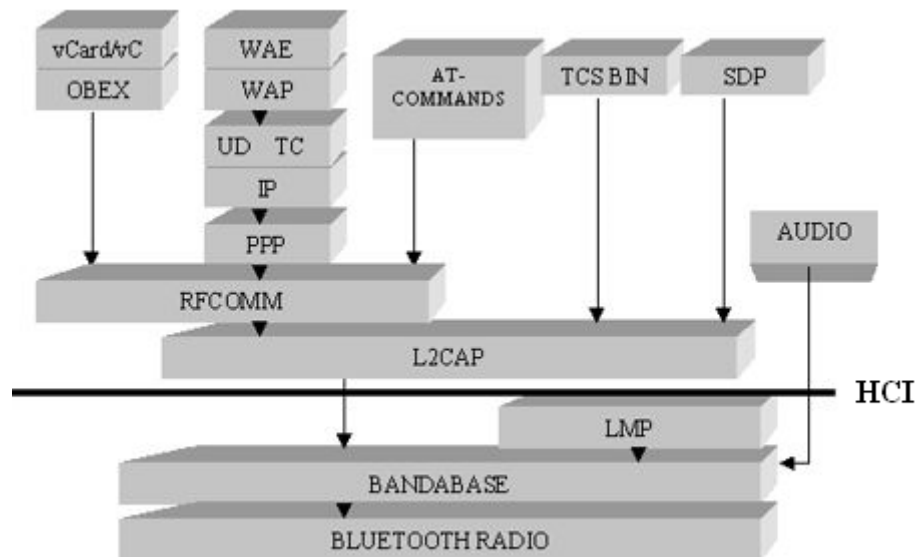 vCard/vC
OBEX
WAE
WAP
UD TC
IP
PPP
AT-
COMMANDS
TCS BIN
SDP
AUDIO
RFCOMM
L2CAP
HCI
LMP
BANDABASE
BLUETOOTH RADIO